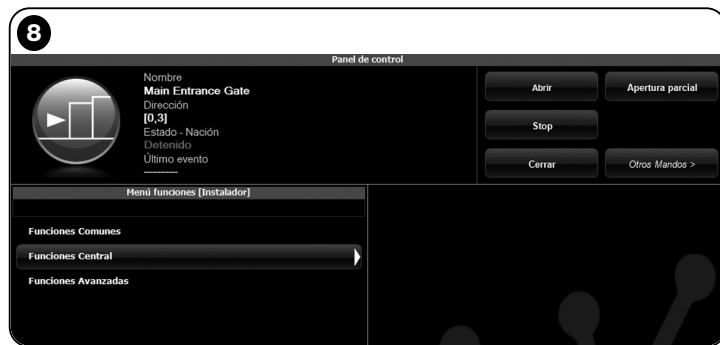 8
Panel de control
Nombre
Main Entrance Gate
Dirección
[0,3]
Estado - Nación
Detenido
Último evento
--------
Abrir
Apertura parcial
Stop
Cerrar
Otros Mandos >
Menú funciones [Instalador]
Funciones Comunes
Funciones Central
Funciones Avanzadas